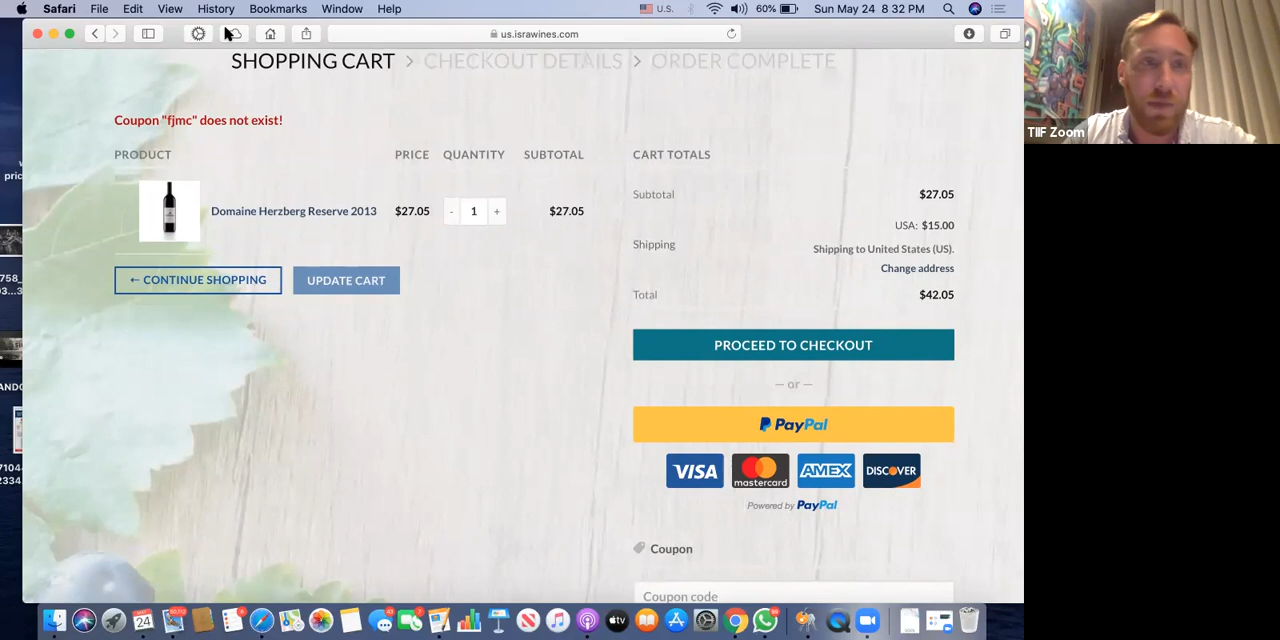 Safari File Edit View History Bookmarks Window Help U.S. 60% Sun May 24 8:32 PM
us.israwines.com
SHOPPING CART > CHECKOUT DETAILS > ORDER COMPLETE
Coupon "fjmc" does not exist!
PRODUCT PRICE QUANTITY SUBTOTAL
Domaine Herzberg Reserve 2013 $27.05 - 1 + $27.05
← CONTINUE SHOPPING UPDATE CART
CART TOTALS
Subtotal $27.05
USA: $15.00
Shipping
Shipping to United States (US).
Change address
Total $42.05
PROCEED TO CHECKOUT
— or —
PayPal
VISA mastercard AMEX DISCOVER
Powered by PayPal
Coupon
Coupon code
TIIF Zoom